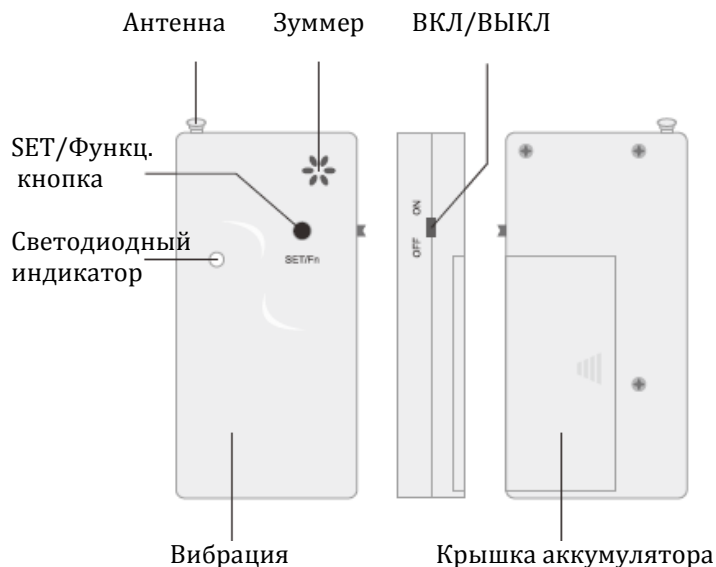 Антенна
Зуммер
ВКЛ/ВЫКЛ
SET/Функц.
кнопка
Светодиодный
индикатор
SET/Fn
ON
OFF
Вибрация
Крышка аккумулятора